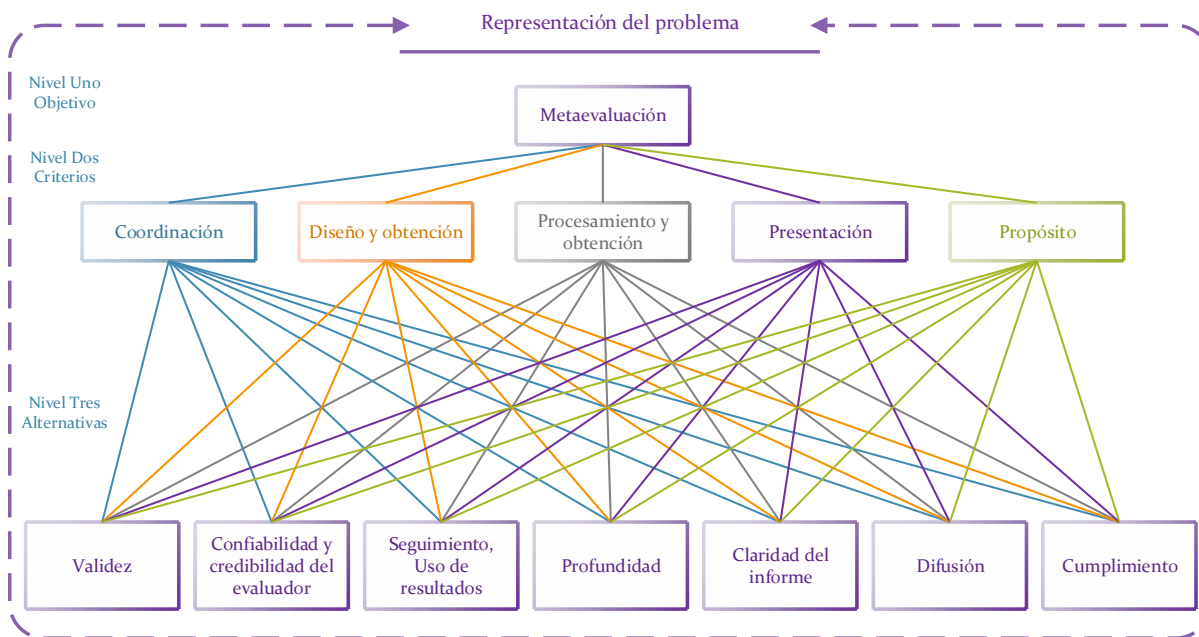 Representación del problema
Nivel Uno
Objetivo
Metaevaluación
Nivel Dos
Criterios
Coordinación
Diseño y obtención
Procesamiento y
obtención
Presentación
Propósito
Nivel Tres
Alternativas
Validez
Confiabilidad y
credibilidad del
evaluador
Seguimiento,
Uso de
resultados
Profundidad
Claridad del
informe
Difusión
Cumplimiento